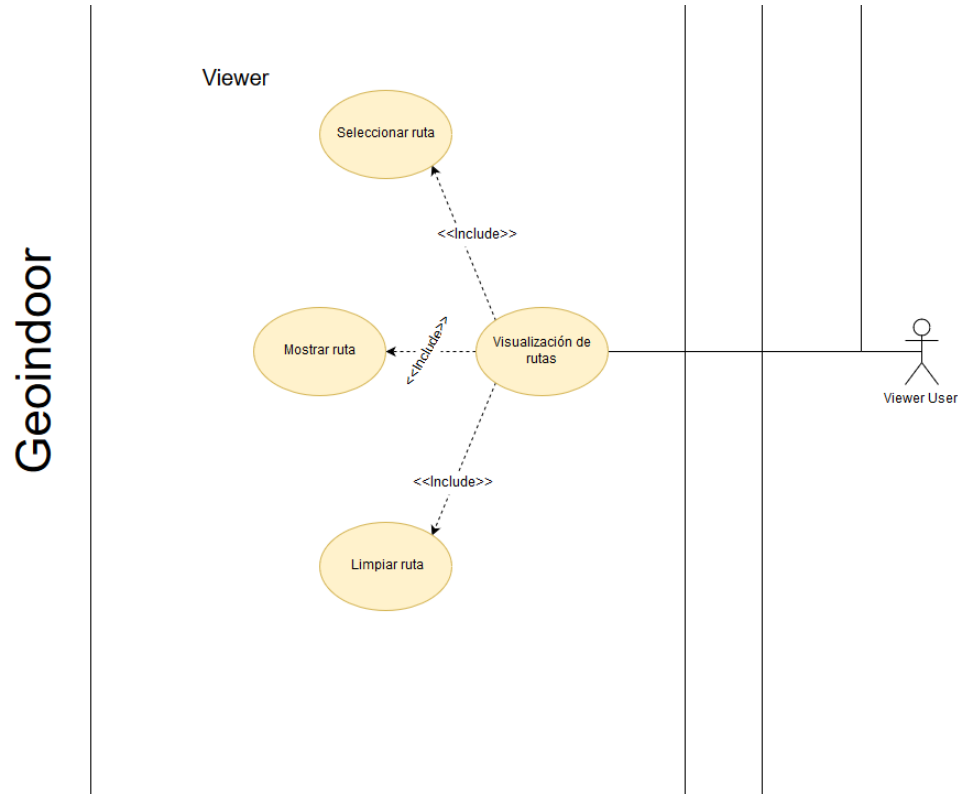 Viewer
Seleccionar ruta
<<Include>>
Geoindoor
Mostrar ruta
<<Include>>
Visualización de
rutas
Viewer User
<<Include>>
Limpiar ruta